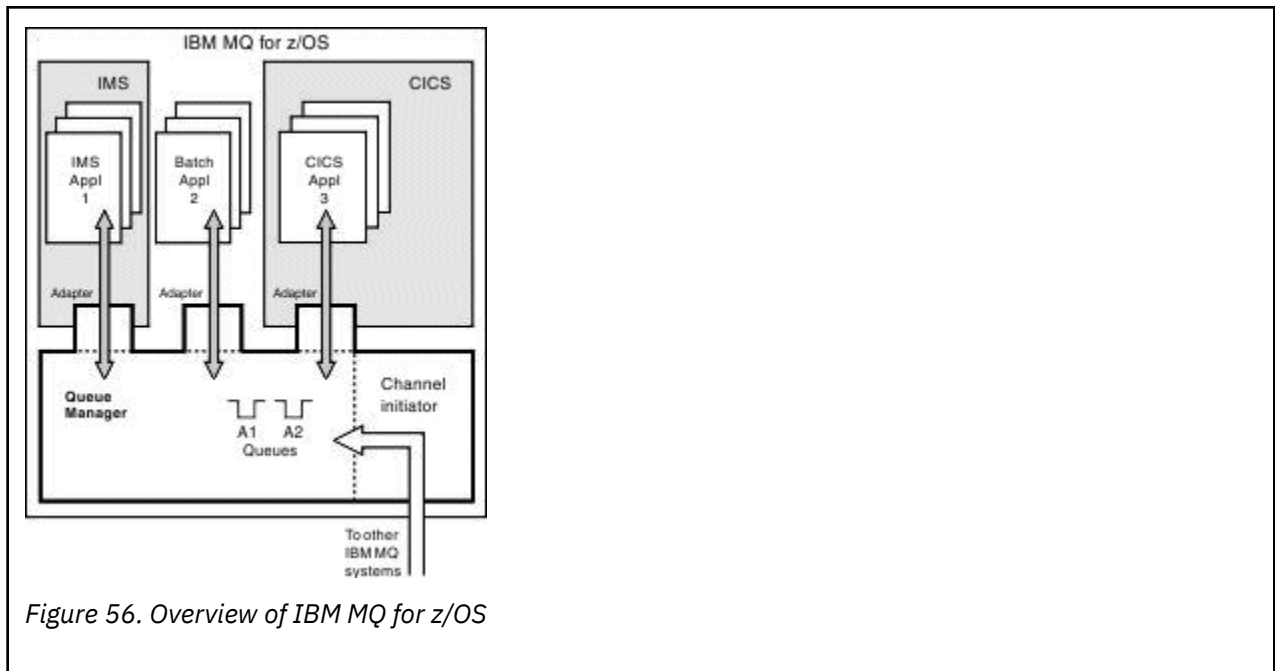 IBM MQ for z/OS
IMS
CICS
IMS
Appl
1
Batch
Appl
2
CICS
Appl
3
Adapter
Adapter
Adapter
Queue
Manager
Channel
initiator
A1
A2
Queues
To other
IBM MQ
systems
Figure 56. Overview of IBM MQ for z/OS